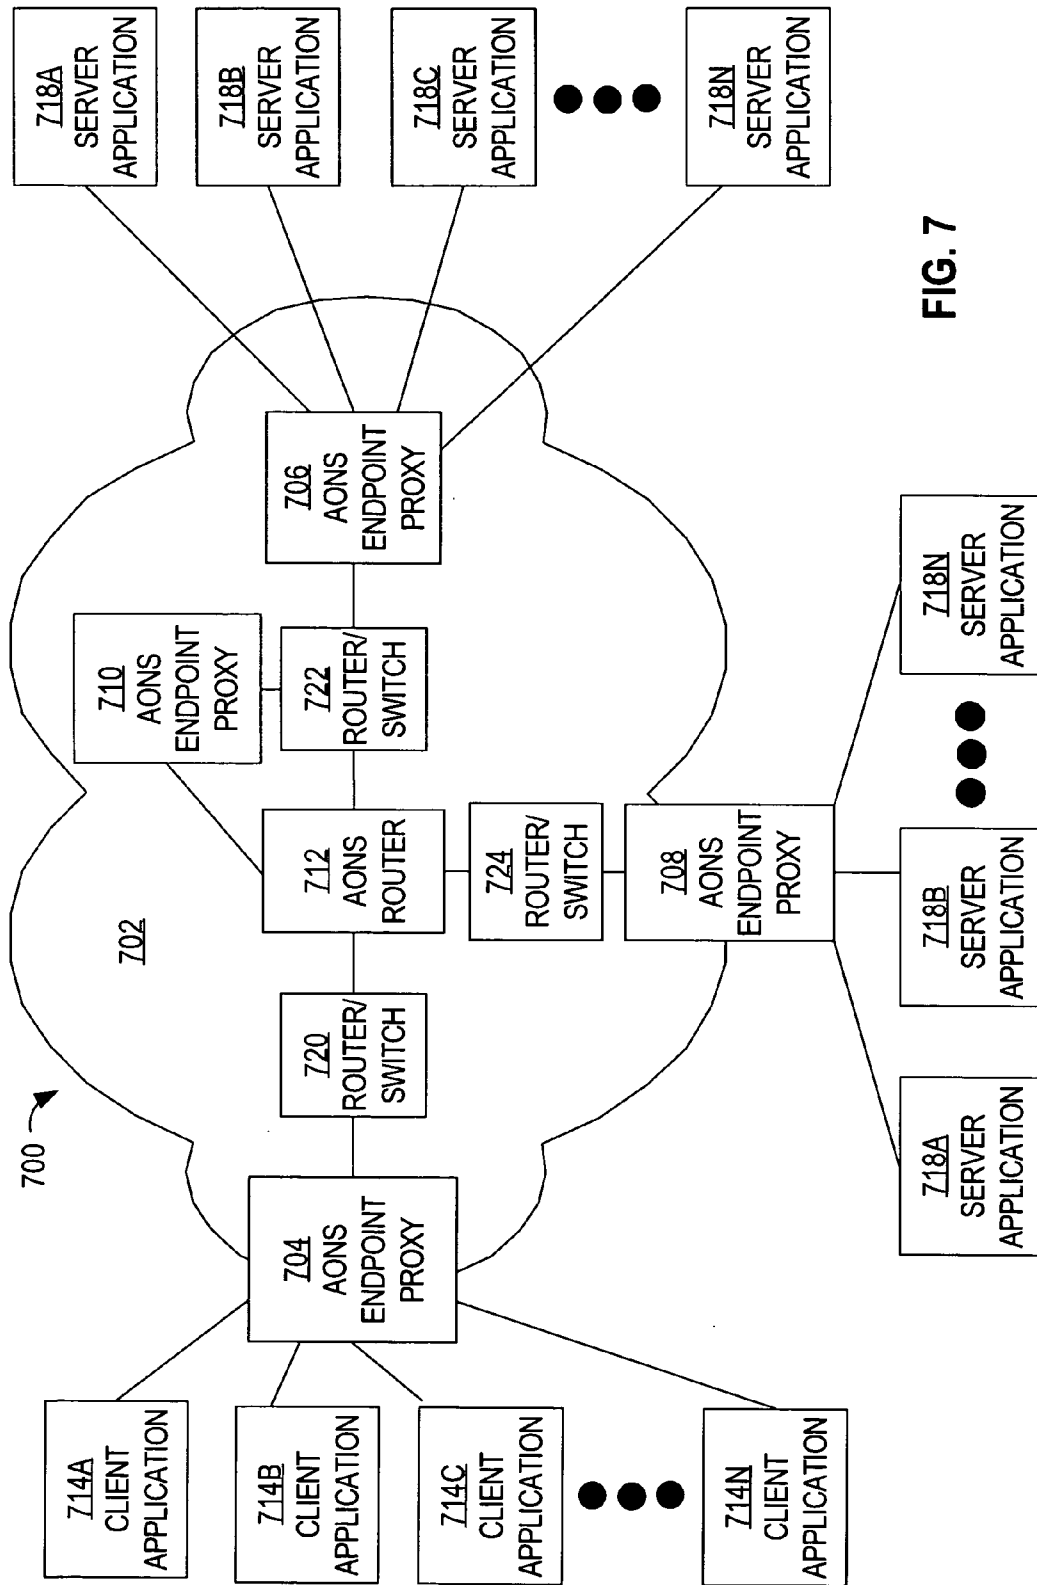 700
702
714A
CLIENT
APPLICATION
714B
CLIENT
APPLICATION
714C
CLIENT
APPLICATION
714N
CLIENT
APPLICATION
704
AONS
ENDPOINT
PROXY
720
ROUTER/
SWITCH
712
AONS
ROUTER
710
AONS
ENDPOINT
PROXY
722
ROUTER/
SWITCH
706
AONS
ENDPOINT
PROXY
724
ROUTER/
SWITCH
708
AONS
ENDPOINT
PROXY
718A
SERVER
APPLICATION
718B
SERVER
APPLICATION
718C
SERVER
APPLICATION
718N
SERVER
APPLICATION
718A
SERVER
APPLICATION
718B
SERVER
APPLICATION
718N
SERVER
APPLICATION
FIG. 7